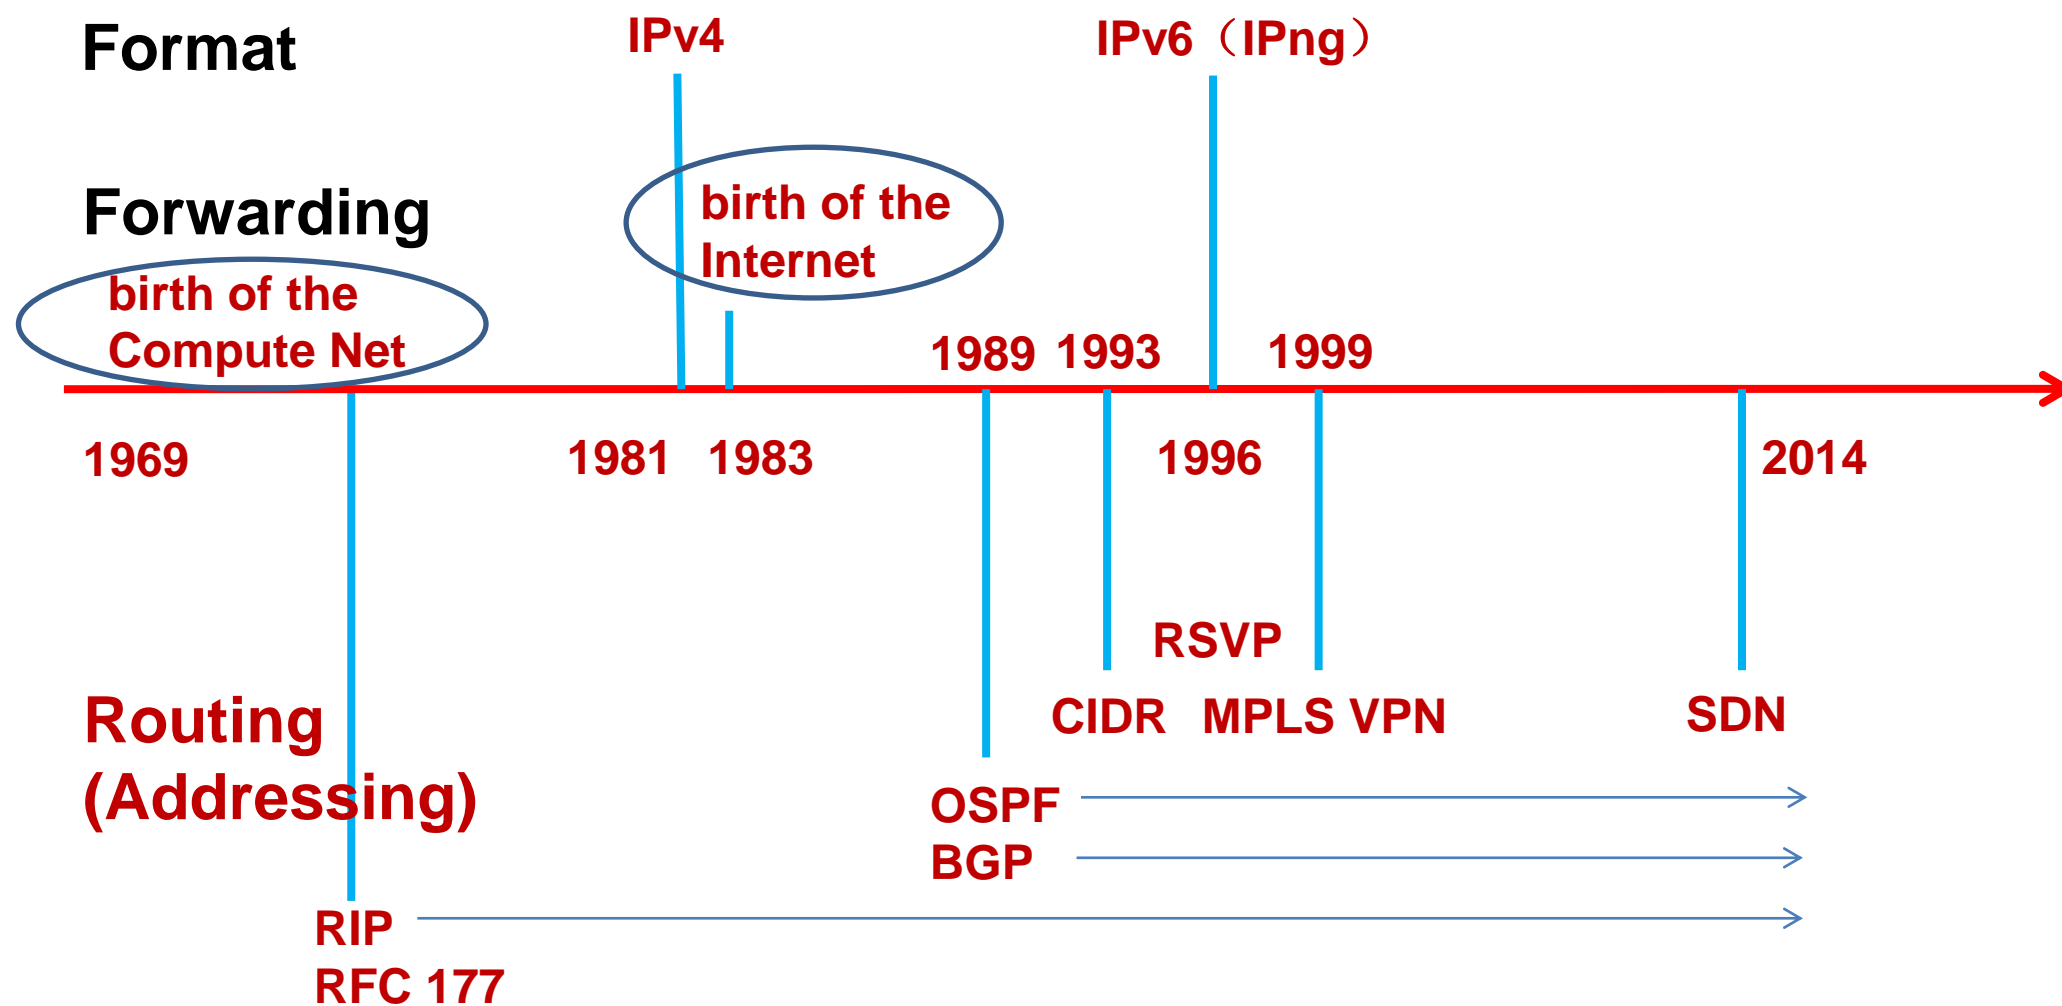 Format
IPv4
IPv6（IPng）
Forwarding
birth of the
Internet
birth of the
Compute Net
1989
1993
1999
1969
1981
1983
1996
2014
RSVP
Routing
(Addressing)
CIDR
MPLS VPN
SDN
OSPF
BGP
RIP
RFC 177